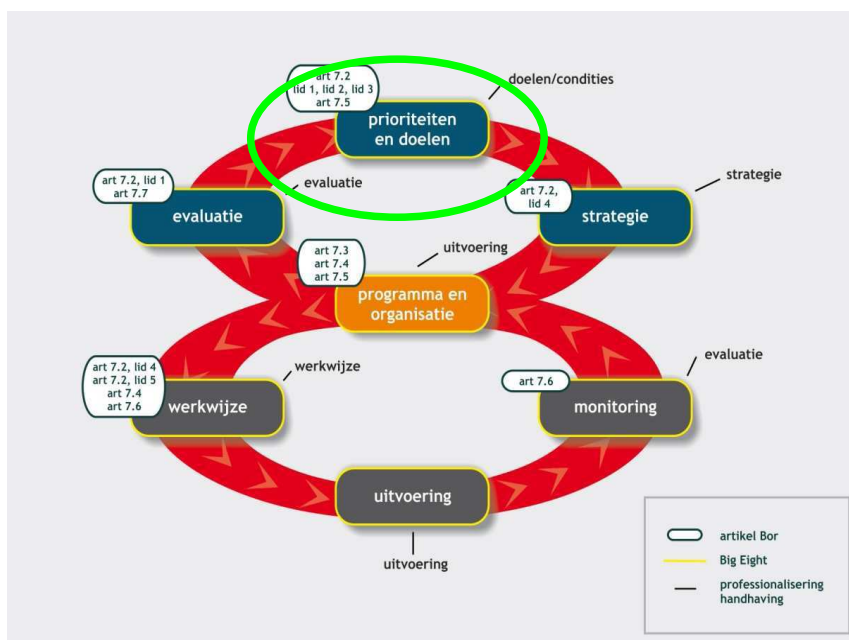 art 7.2
lid 1, lid 2, lid 3
art 7.5
doelen/condities
prioriteiten
en doelen
art 7.2, lid 1
art 7.7
evaluatie
evaluatie
art 7.2,
lid 4
strategie
strategie
art 7.3
art 7.4
art 7.5
uitvoering
programma en
organisatie
art 7.2, lid 4
art 7.2, lid 5
art 7.4
art 7.6
werkwijze
werkwijze
art 7.6
evaluatie
monitoring
uitvoering
uitvoering
artikel Bor
Big Eight
professionalisering
handhaving